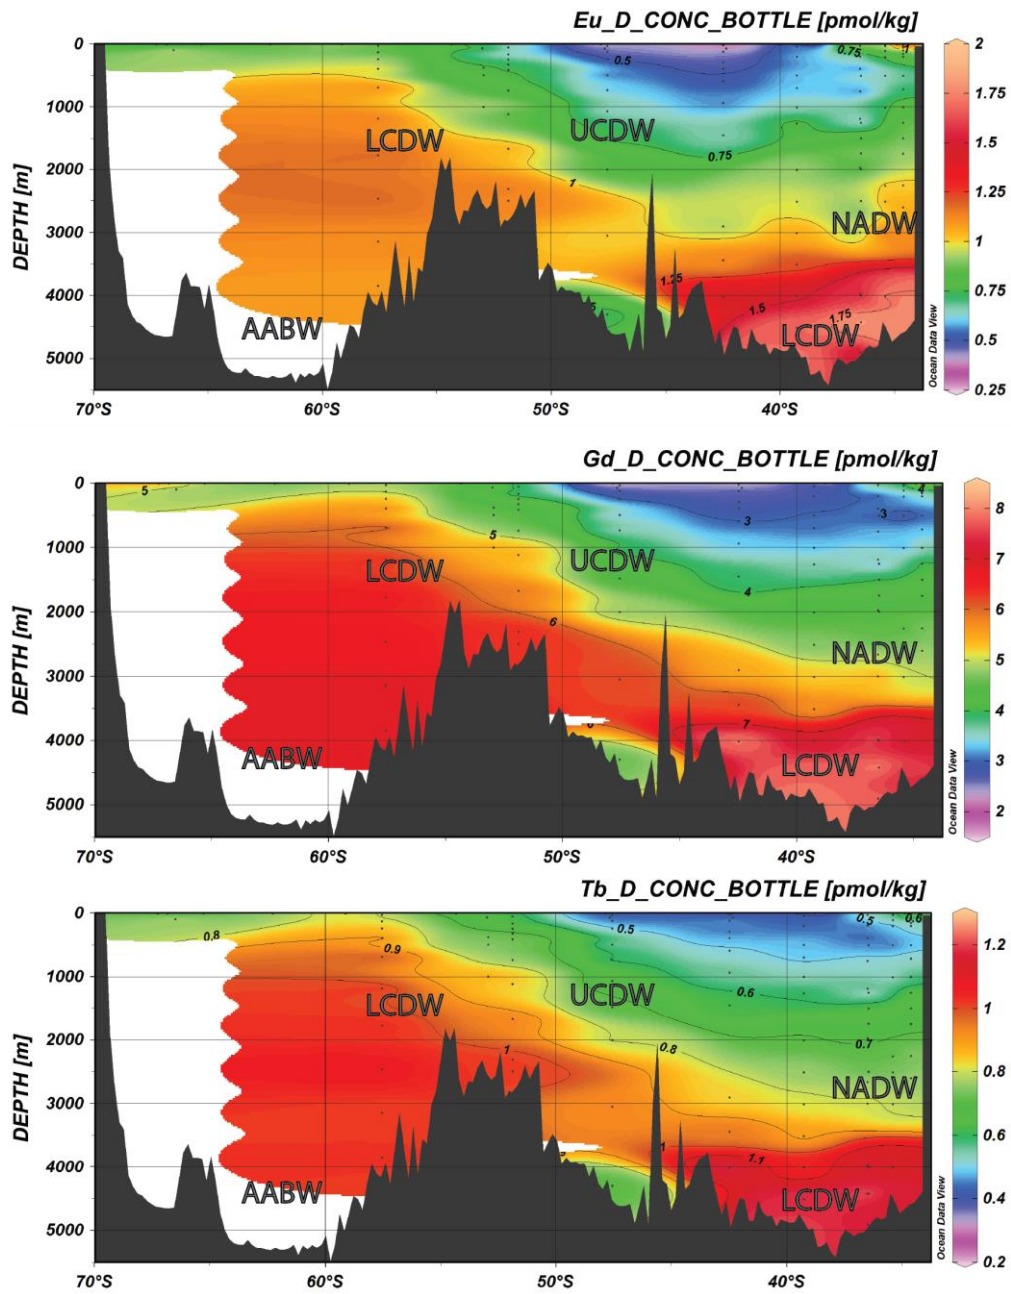 Eu_D_CONC_BOTTLE [pmol/kg]
0
1000
2000
3000
4000
5000
DEPTH [m]
0.5
0.75
1
LCDW
UCDW
0.75
1
NADW
1.25
1.5
1.75
AABW
LCDW
Ocean Data View
2
1.75
1.5
1.25
1
0.75
0.5
0.25
70°S
60°S
50°S
40°S
Gd_D_CONC_BOTTLE [pmol/kg]
0
1000
2000
3000
4000
5000
DEPTH [m]
5
4
3
3
5
LCDW
UCDW
4
6
NADW
7
AABW
LCDW
Ocean Data View
8
7
6
5
4
3
2
70°S
60°S
50°S
40°S
Tb_D_CONC_BOTTLE [pmol/kg]
0
1000
2000
3000
4000
5000
DEPTH [m]
0.8
0.5
0.5
0.6
0.9
LCDW
UCDW
0.6
1
0.8
0.7
NADW
1
1.1
AABW
LCDW
Ocean Data View
1.2
1
0.8
0.6
0.4
0.2
70°S
60°S
50°S
40°S